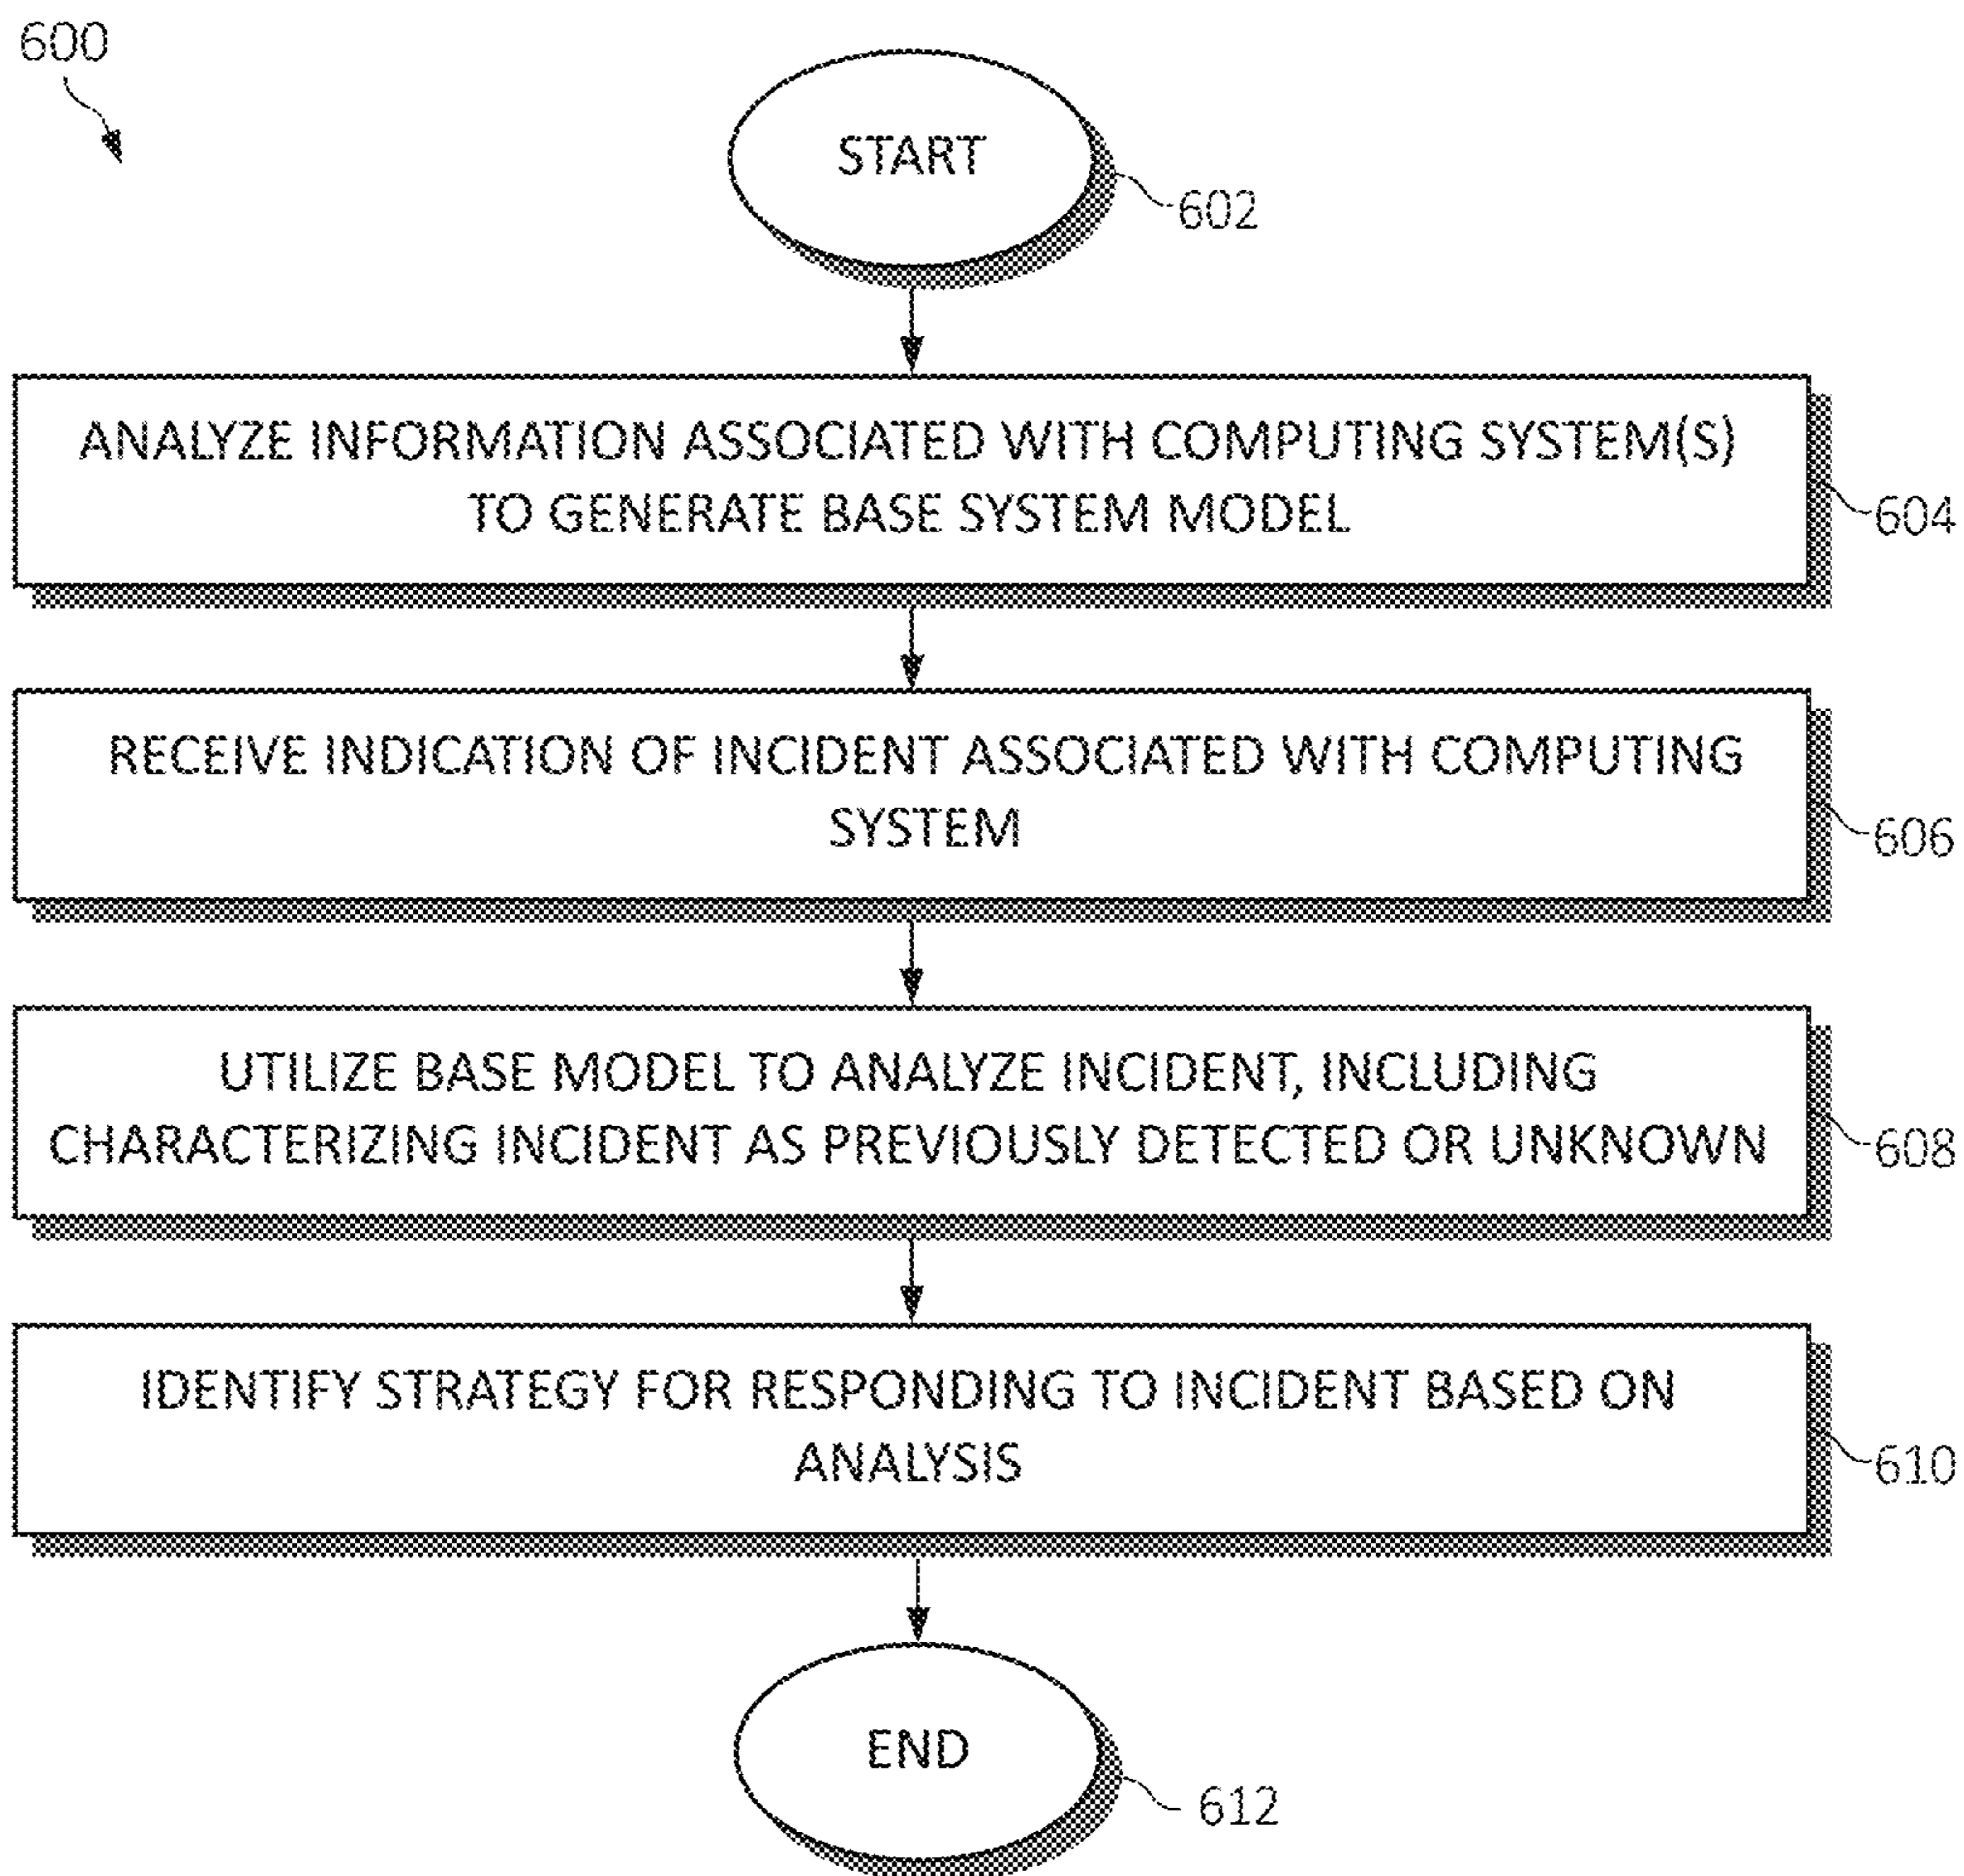 600
START
602
ANALYZE INFORMATION ASSOCIATED WITH COMPUTING SYSTEM(S)
TO GENERATE BASE SYSTEM MODEL
604
RECEIVE INDICATION OF INCIDENT ASSOCIATED WITH COMPUTING
SYSTEM
606
UTILIZE BASE MODEL TO ANALYZE INCIDENT, INCLUDING
CHARACTERIZING INCIDENT AS PREVIOUSLY DETECTED OR UNKNOWN
608
IDENTIFY STRATEGY FOR RESPONDING TO INCIDENT BASED ON
ANALYSIS
610
END
612